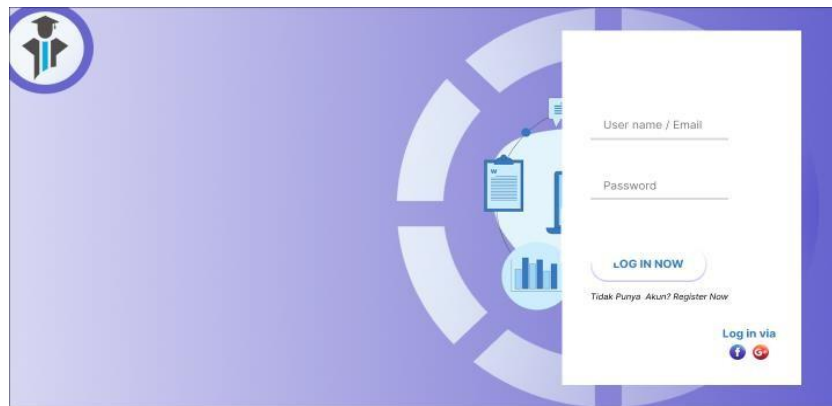 W
User name / Email
Password
LOG IN NOW
Tidak Punya Akun? Register Now
Log in via
f G+